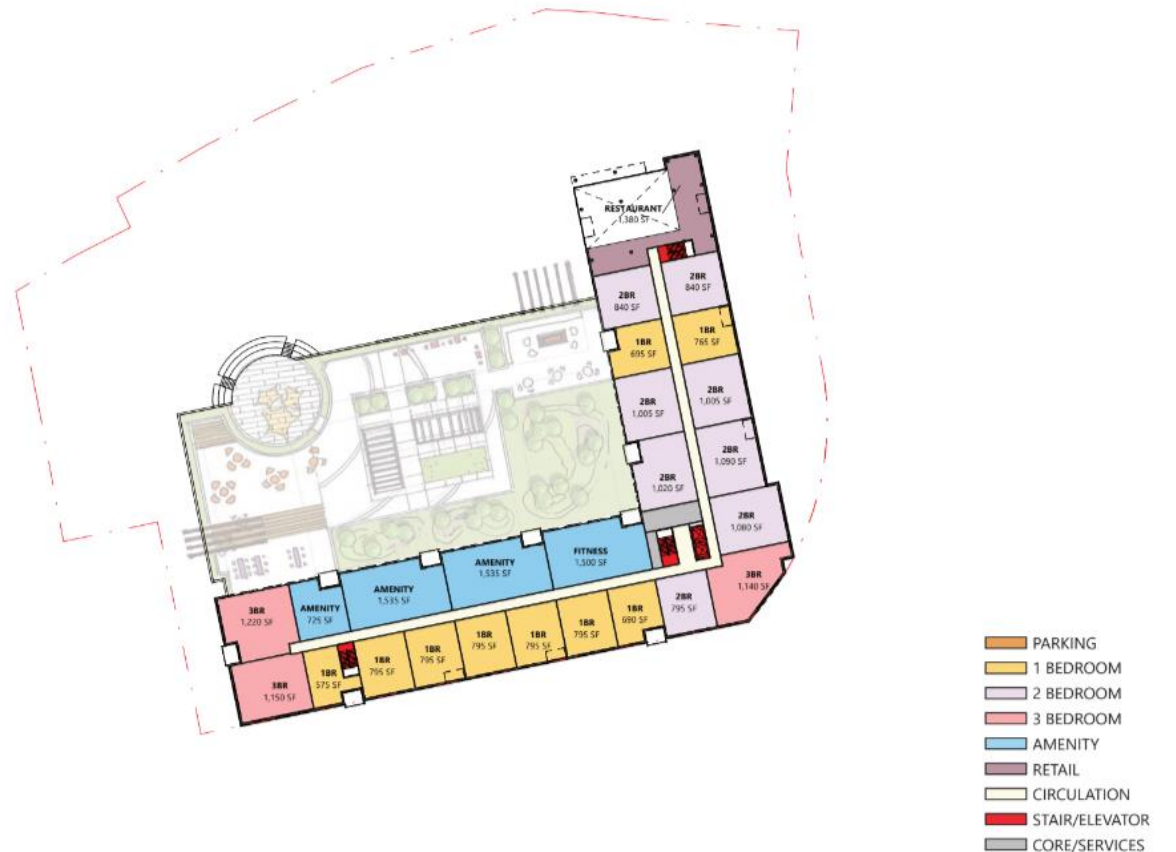 RESTAURANT
1,380 SF
2BR
840 SF
2BR
840 SF
1BR
695 SF
1BR
765 SF
2BR
1,005 SF
2BR
1,005 SF
2BR
1,020 SF
2BR
1,090 SF
2BR
1,080 SF
FITNESS
1,500 SF
AMENITY
1,535 SF
AMENITY
1,535 SF
AMENITY
725 SF
3BR
1,220 SF
3BR
1,140 SF
2BR
795 SF
1BR
690 SF
1BR
795 SF
1BR
795 SF
1BR
795 SF
1BR
795 SF
1BR
795 SF
1BR
575 SF
3BR
1,150 SF
PARKING
1 BEDROOM
2 BEDROOM
3 BEDROOM
AMENITY
RETAIL
CIRCULATION
STAIR/ELEVATOR
CORE/SERVICES